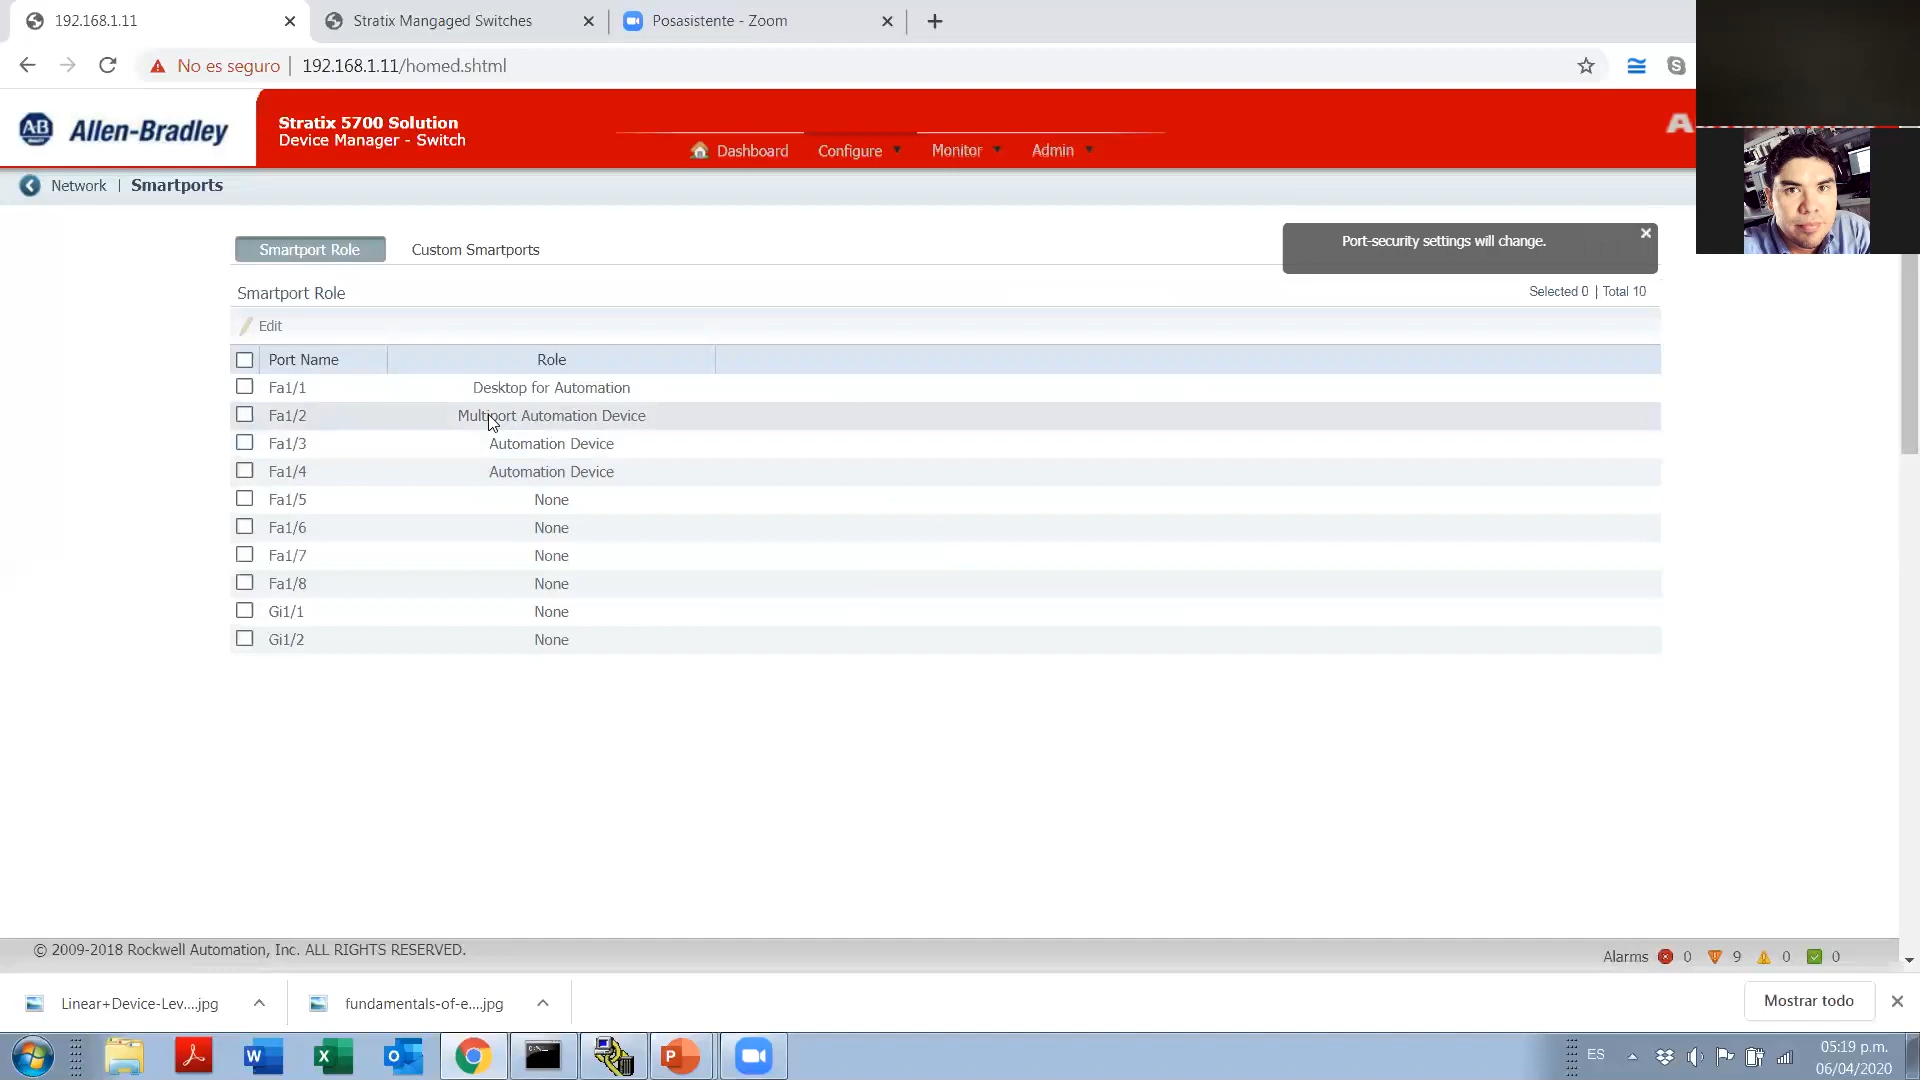 192.168.1.11
Stratix Mangaged Switches
Posasistente - Zoom
No es seguro | 192.168.1.11/homed.shtml
AB Allen-Bradley
Stratix 5700 Solution
Device Manager - Switch
Dashboard
Configure
Monitor
Admin
A
Network | Smartports
Smartport Role
Custom Smartports
Port-security settings will change.
Smartport Role
Selected 0 | Total 10
Edit
Port Name Role
Fa1/1 Desktop for Automation
Fa1/2 Multiport Automation Device
Fa1/3 Automation Device
Fa1/4 Automation Device
Fa1/5 None
Fa1/6 None
Fa1/7 None
Fa1/8 None
Gi1/1 None
Gi1/2 None
© 2009-2018 Rockwell Automation, Inc. ALL RIGHTS RESERVED.
Alarms 0 9 0 0
Linear+Device-Lev....jpg
fundamentals-of-e....jpg
Mostrar todo
ES
05:19 p.m.
06/04/2020